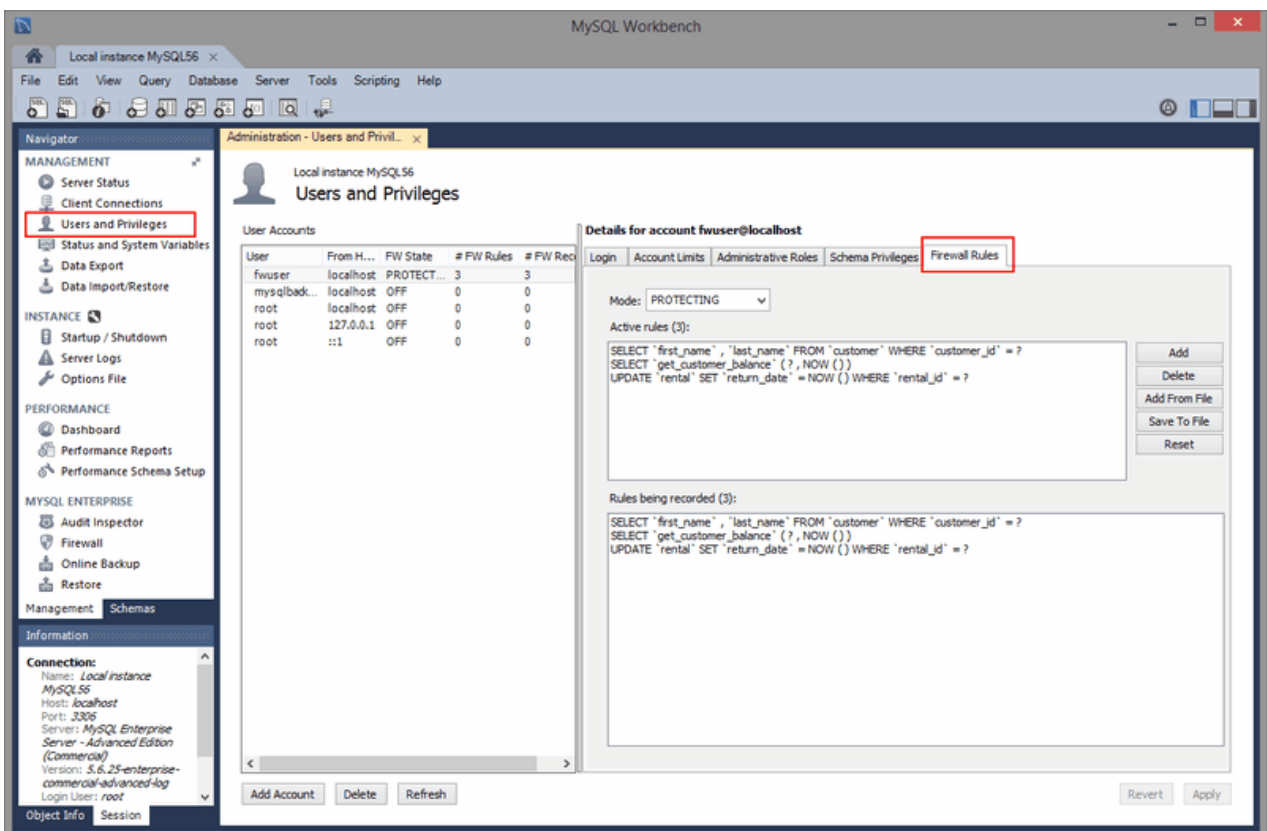 MySQL Workbench
Local instance MySQL56 ×
File Edit View Query Database Server Tools Scripting Help
Navigator
MANAGEMENT
Server Status
Client Connections
Users and Privileges
Status and System Variables
Data Export
Data Import/Restore
INSTANCE
Startup / Shutdown
Server Logs
Options File
PERFORMANCE
Dashboard
Performance Reports
Performance Schema Setup
MYSQL ENTERPRISE
Audit Inspector
Firewall
Online Backup
Restore
Management Schemas
Information
Connection:
Name: Local instance
MySQL56
Host: localhost
Port: 3306
Server: MySQL Enterprise
Server - Advanced Edition
(Commercial)
Version: 5.6.25-enterprise-
commercial-advanced-log
Login User: root
Object Info Session
Administration - Users and Privil... ×
Local instance MySQL56
Users and Privileges
User Accounts
User From H... FW State # FW Rules # FW Rec
fwuser localhost PROTECT... 3 3
mysqlback... localhost OFF 0 0
root localhost OFF 0 0
root 127.0.0.1 OFF 0 0
root ::1 OFF 0 0
Add Account Delete Refresh
Details for account fwuser@localhost
Login Account Limits Administrative Roles Schema Privileges Firewall Rules
Mode: PROTECTING
Active rules (3):
SELECT `first_name` , `last_name` FROM `customer` WHERE `customer_id` = ?
SELECT `get_customer_balance` ( ? , NOW ( ) )
UPDATE `rental` SET `return_date` = NOW ( ) WHERE `rental_id` = ?
Add
Delete
Add From File
Save To File
Reset
Rules being recorded (3):
SELECT `first_name` , `last_name` FROM `customer` WHERE `customer_id` = ?
SELECT `get_customer_balance` ( ? , NOW ( ) )
UPDATE `rental` SET `return_date` = NOW ( ) WHERE `rental_id` = ?
Revert Apply